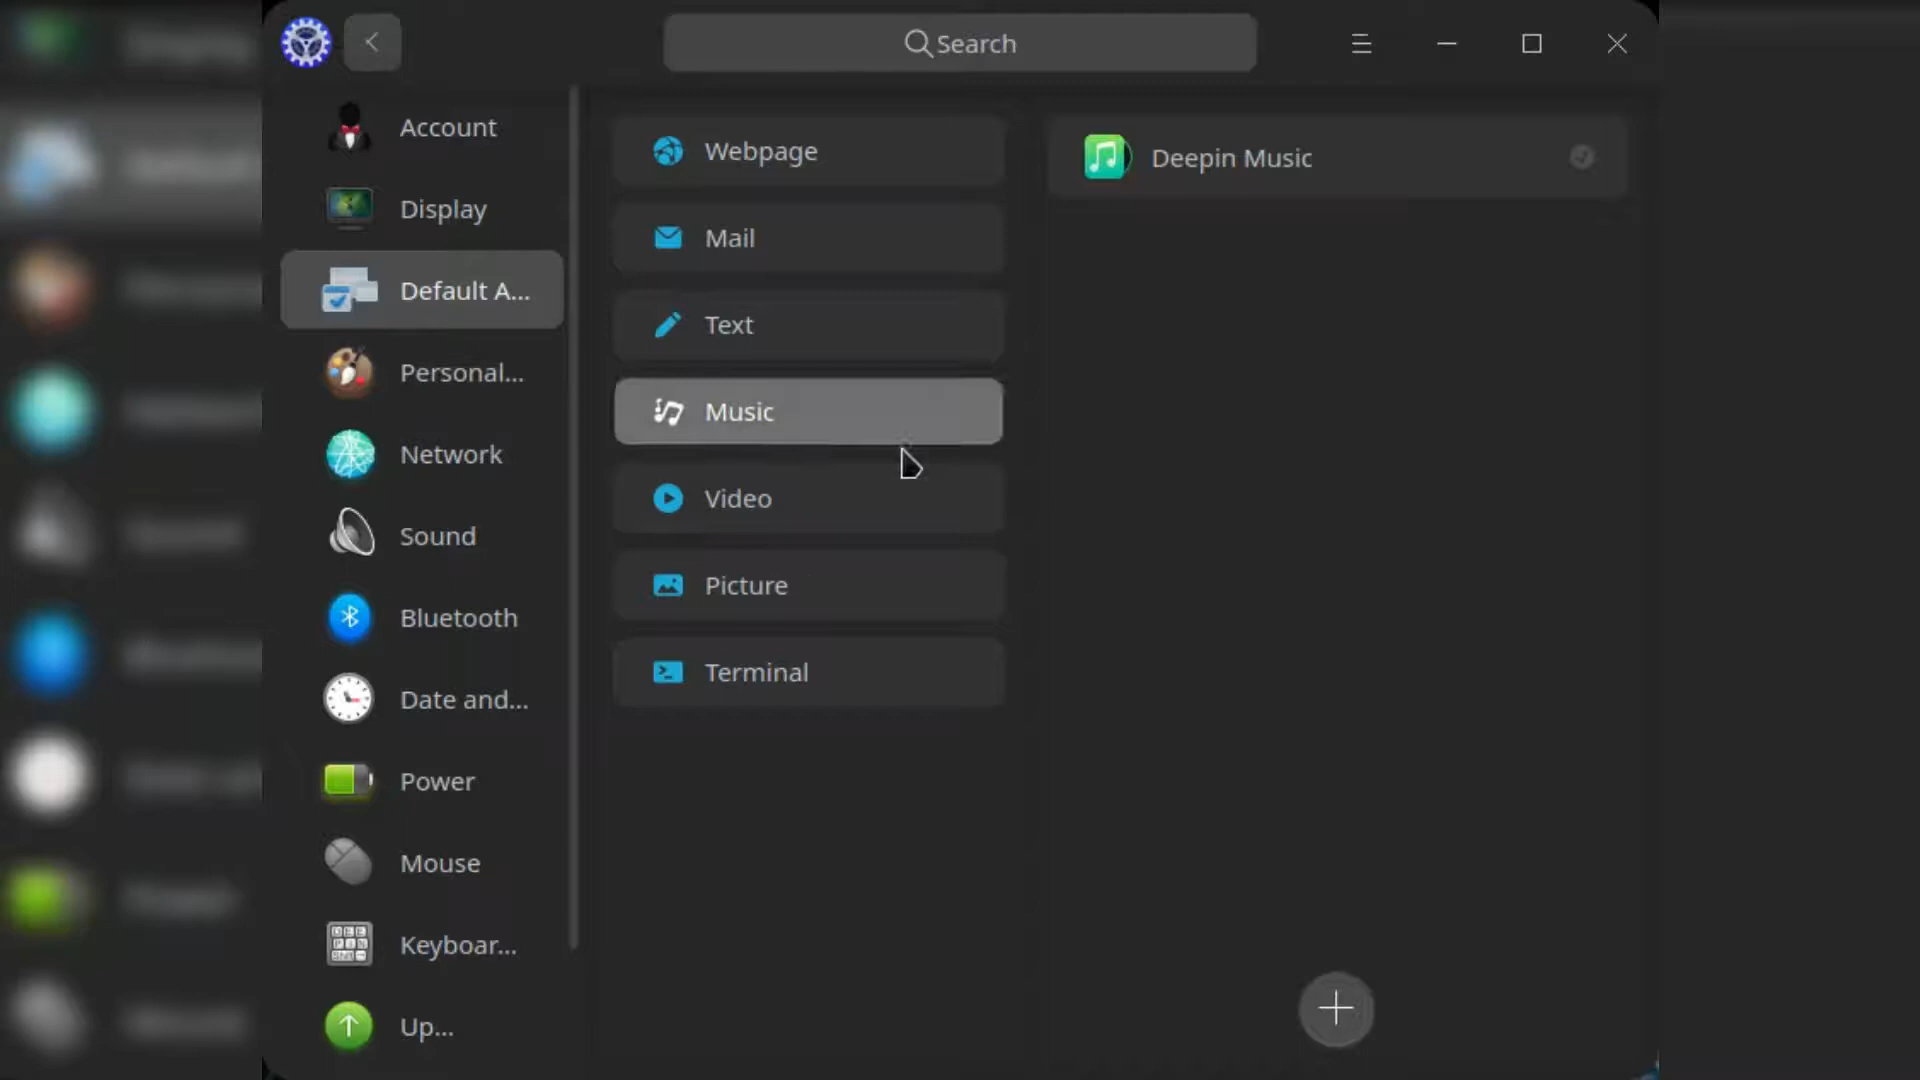 Search
Account
Display
Default A...
Personal...
Network
Sound
Bluetooth
Date and...
Power
Mouse
Keyboar...
Up...
Webpage
Mail
Text
Music
Video
Picture
Terminal
Deepin Music